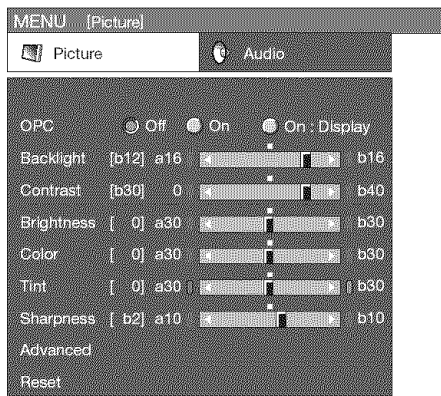 MENU [Picture]
Picture Audio
OPC Off On On : Display
Backlight [b12] a16 b16
Contrast [b30] 0 b40
Brightness [ 0] a30 b30
Color [ 0] a30 b30
Tint [ 0] a30 b30
Sharpness [ b2] a10 b10
Advanced
Reset